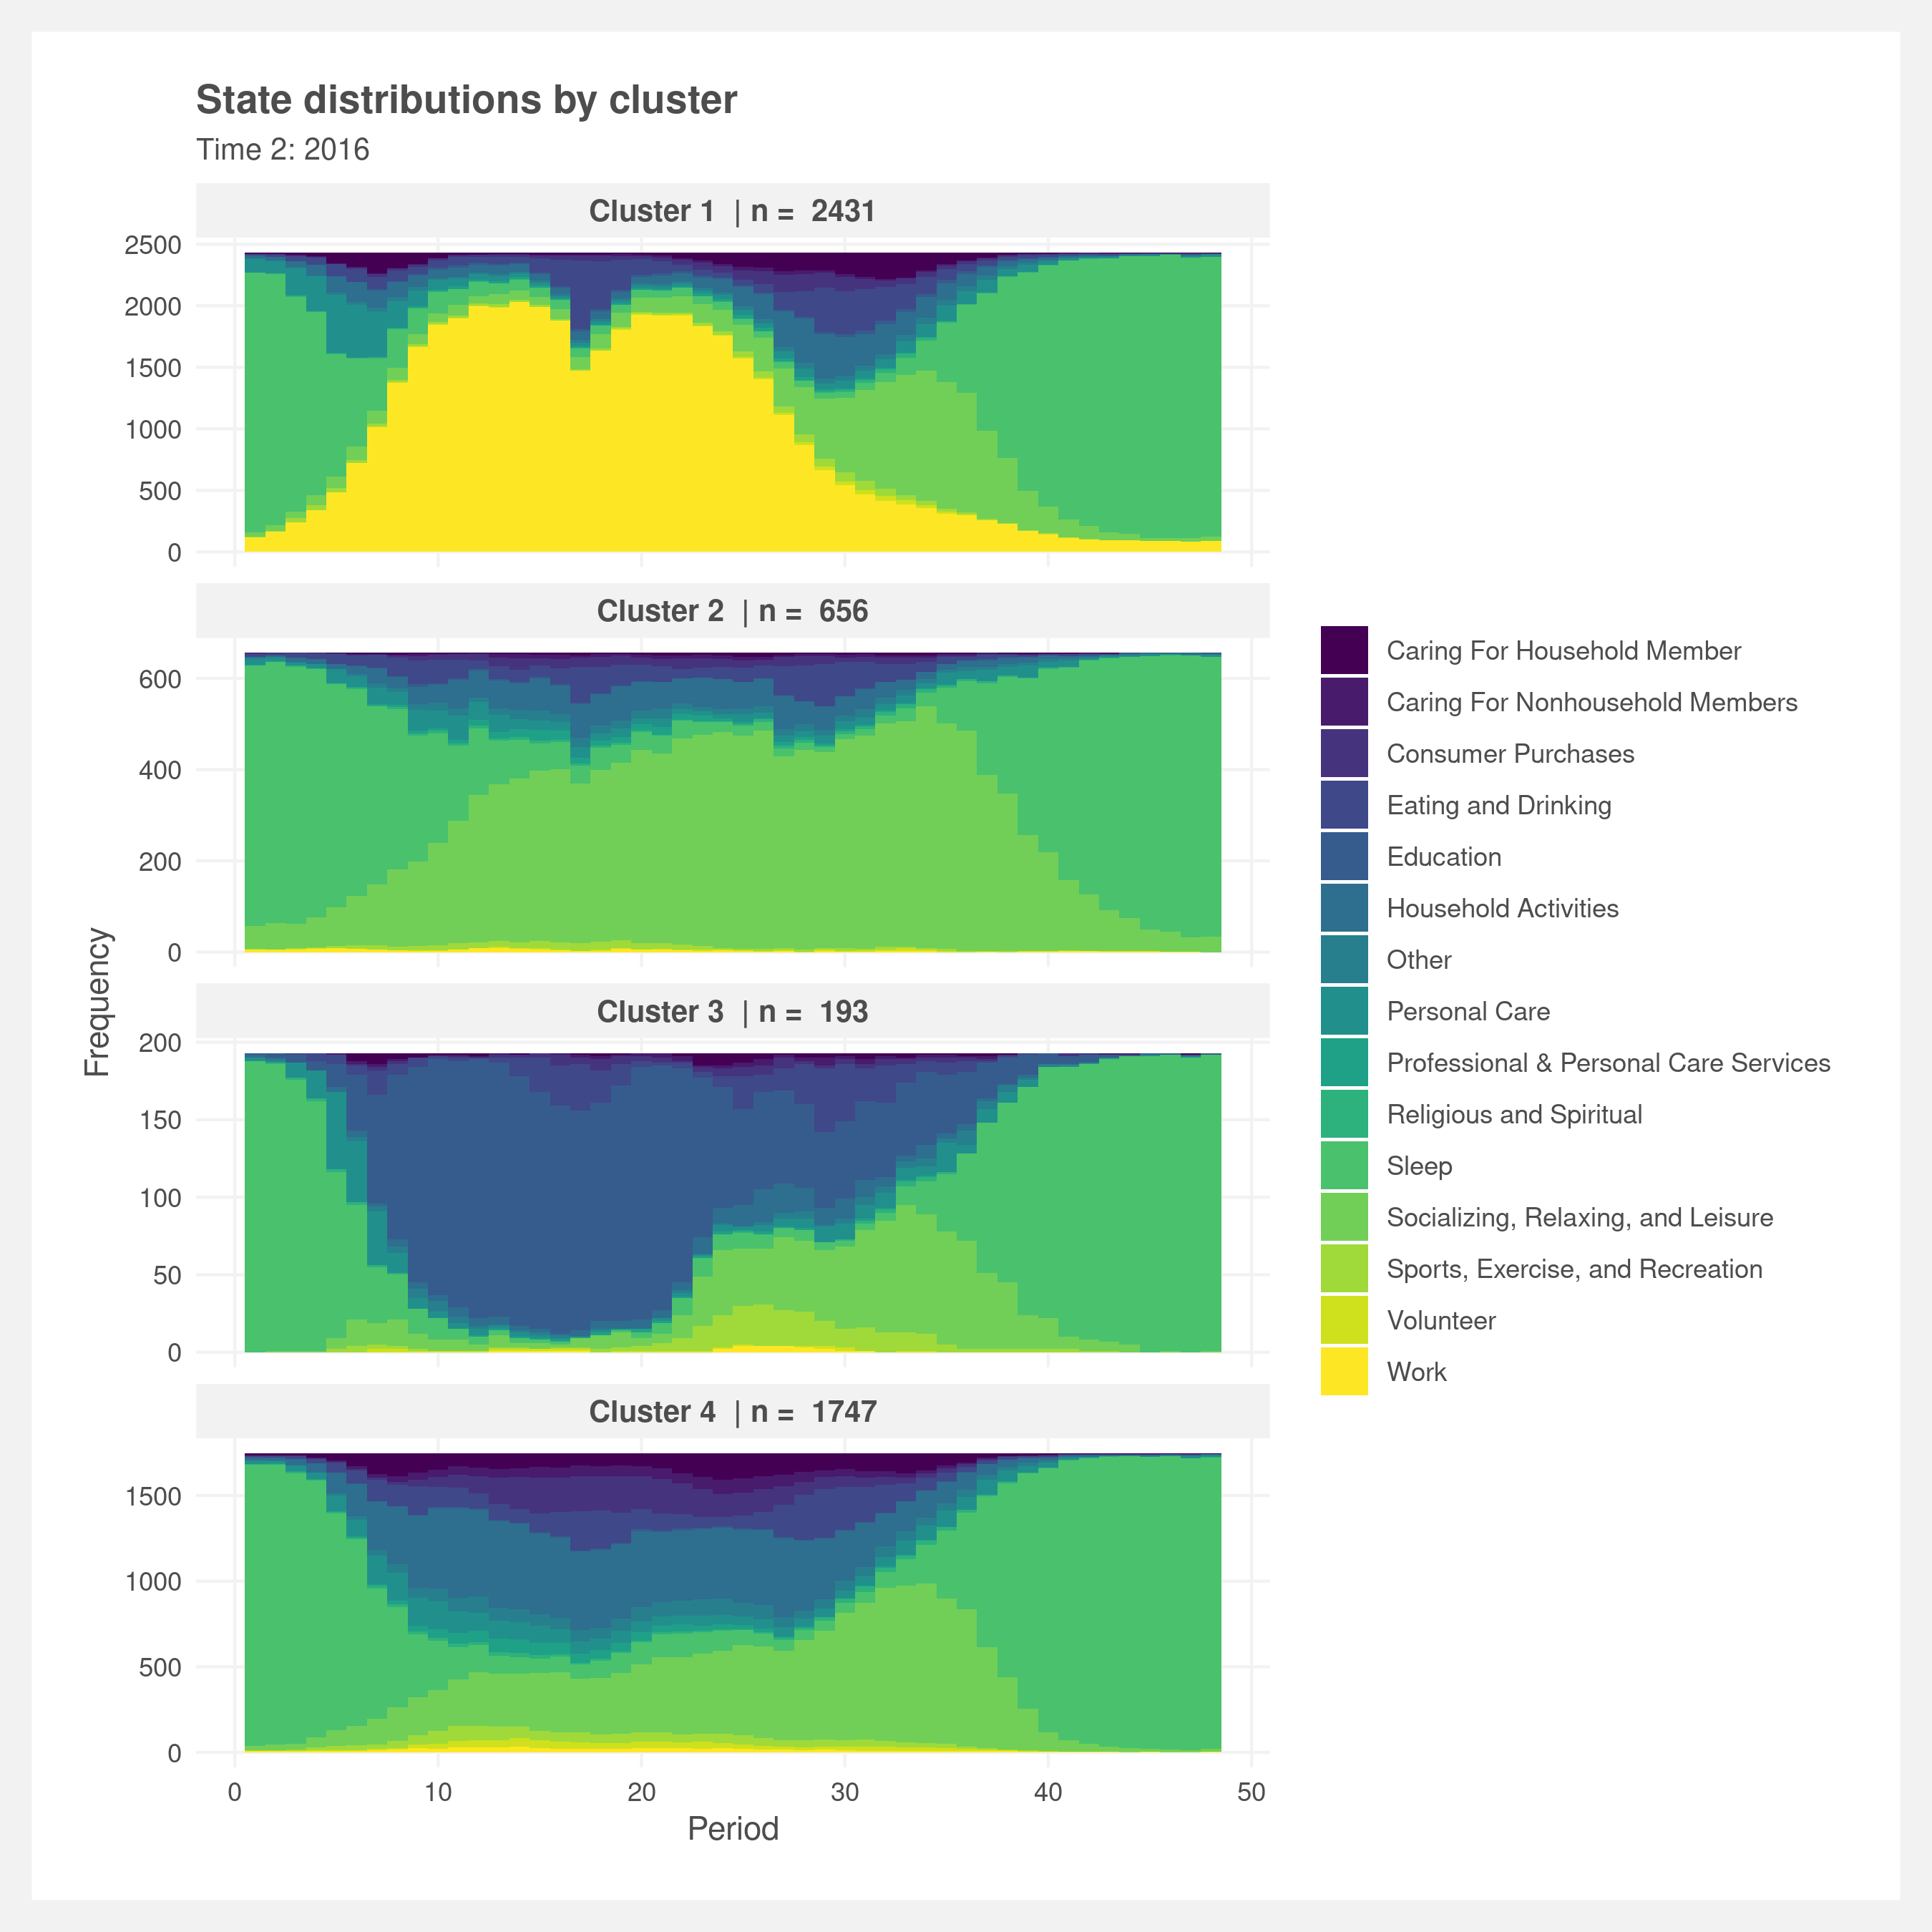 State distributions by cluster
Time 2: 2016
Cluster 1 | n = 2431
2500
2000
1500
1000
500
0
Cluster 2 | n = 656
600
400
200
0
Cluster 3 | n = 193
200
150
100
50
0
Cluster 4 | n = 1747
1500
1000
500
0
0 10 20 30 40 50
Period
Frequency
Caring For Household Member
Caring For Nonhousehold Members
Consumer Purchases
Eating and Drinking
Education
Household Activities
Other
Personal Care
Professional & Personal Care Services
Religious and Spiritual
Sleep
Socializing, Relaxing, and Leisure
Sports, Exercise, and Recreation
Volunteer
Work